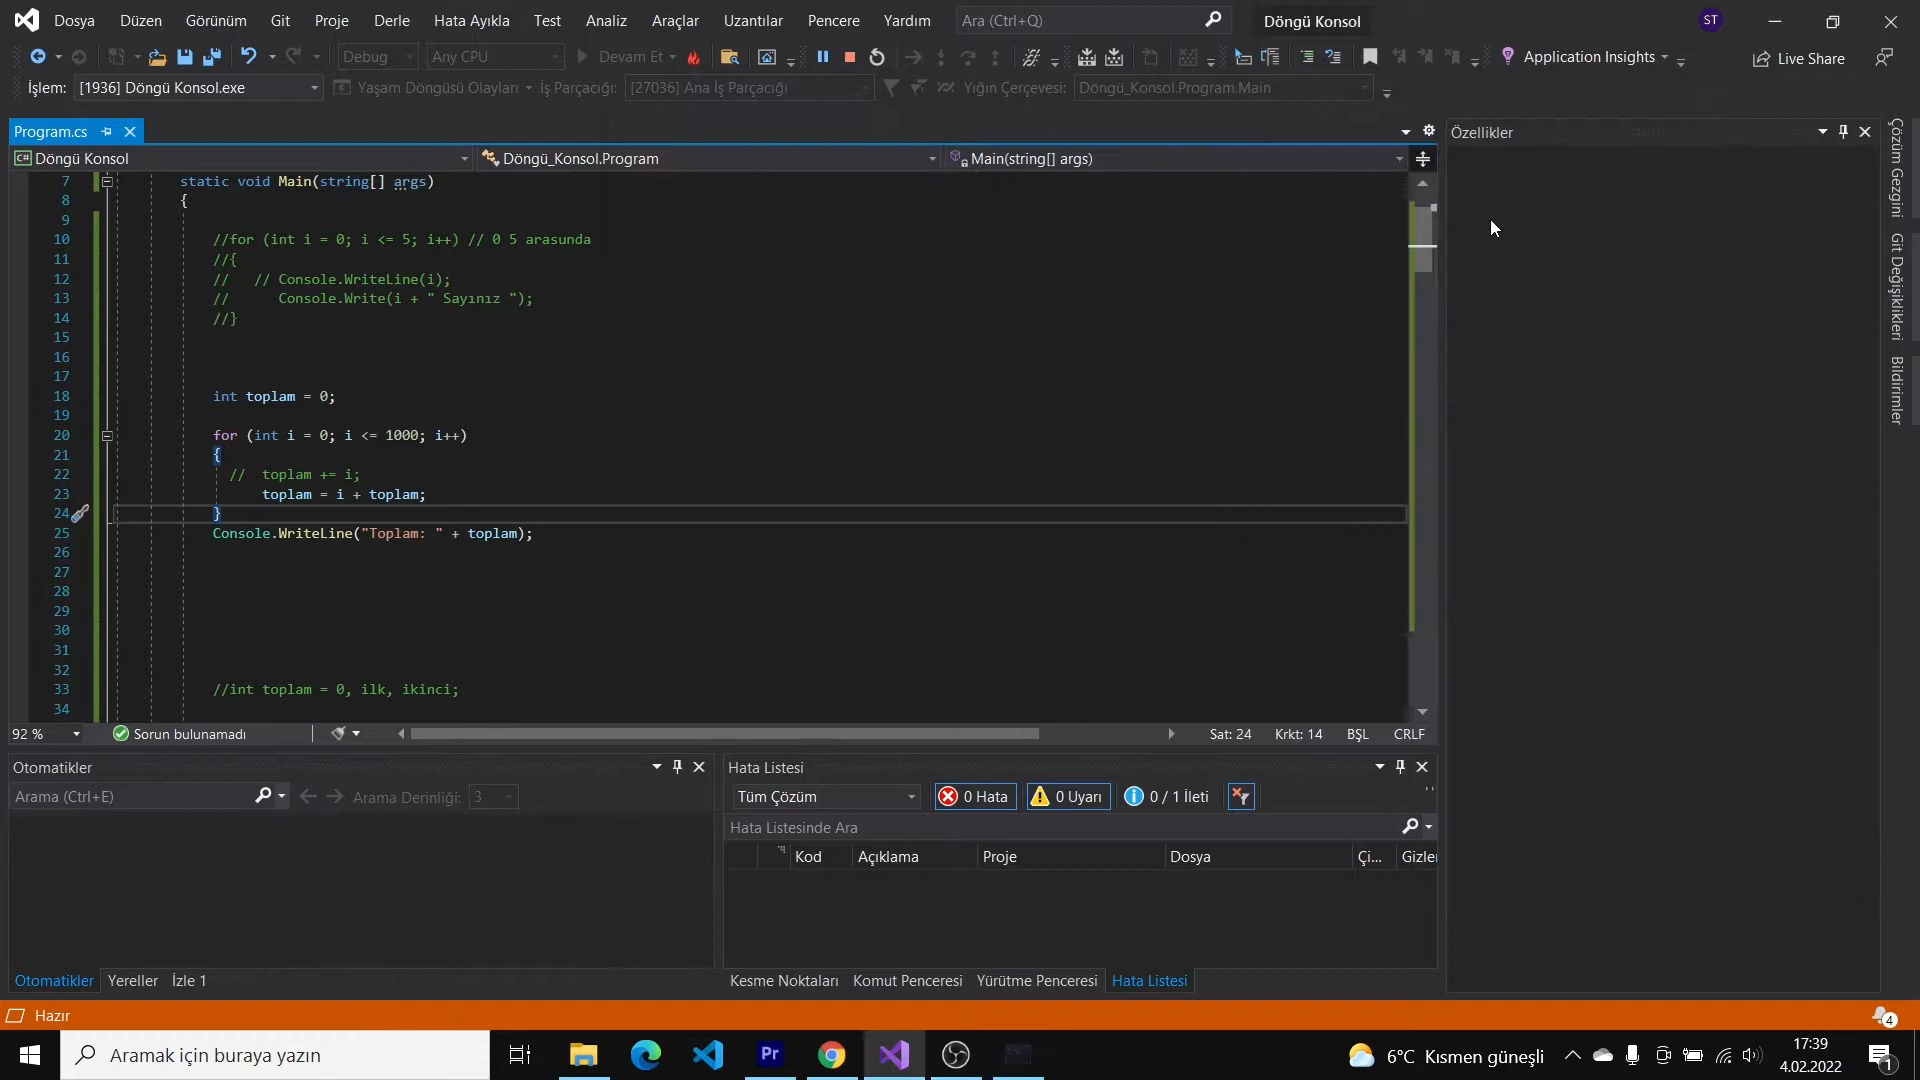 Dosya Düzen Görünüm Git Proje Derle Hata Ayıkla Test Analiz Araçlar Uzantılar Pencere Yardım Ara (Ctrl+Q) Döngü Konsol ST
Debug Any CPU Devam Et Application Insights Live Share
İşlem: [1936] Döngü Konsol.exe Yaşam Döngüsü Olayları İş Parçacığı: [27036] Ana İş Parçacığı Yığın Çerçevesi: Döngü_Konsol.Program.Main
Program.cs
C# Döngü Konsol Döngü_Konsol.Program Main(string[] args)
7 static void Main(string[] args)
8 {
9
10 //for (int i = 0; i <= 5; i++) // 0 5 arasunda
11 //{
12 // // Console.WriteLine(i);
13 // Console.Write(i + " Sayınız ");
14 //}
15
16
17
18 int toplam = 0;
19
20 for (int i = 0; i <= 1000; i++)
21 {
22 // toplam += i;
23 toplam = i + toplam;
24 }
25 Console.WriteLine("Toplam: " + toplam);
26
27
28
29
30
31
32
33 //int toplam = 0, ilk, ikinci;
34
92 % Sorun bulunamadı Sat: 24 Krkt: 14 BŞL CRLF
Otomatikler
Arama (Ctrl+E) Arama Derinliği: 3
Otomatikler Yereller İzle 1
Hata Listesi
Tüm Çözüm 0 Hata 0 Uyarı 0 / 1 İleti
Hata Listesinde Ara
Kod Açıklama Proje Dosya Çi... Gizler
Kesme Noktaları Komut Penceresi Yürütme Penceresi Hata Listesi
Özellikler
Çözüm Gezgini
Git Değişiklikleri
Bildirimler
Hazır 4
Aramak için buraya yazın Pr 6°C Kısmen güneşli 17:39
4.02.2022 1